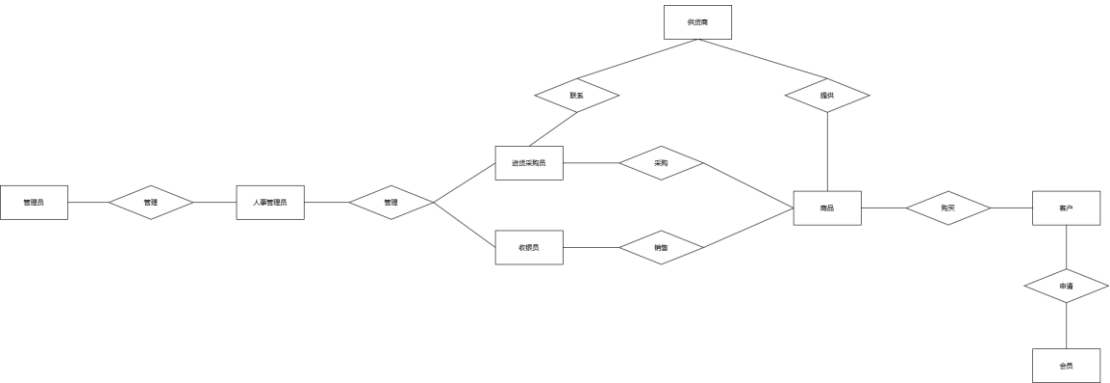 供货商
联系
提供
进货采购员
采购
管理员
管理
人事管理员
管理
商品
购买
客户
收银员
销售
申请
会员